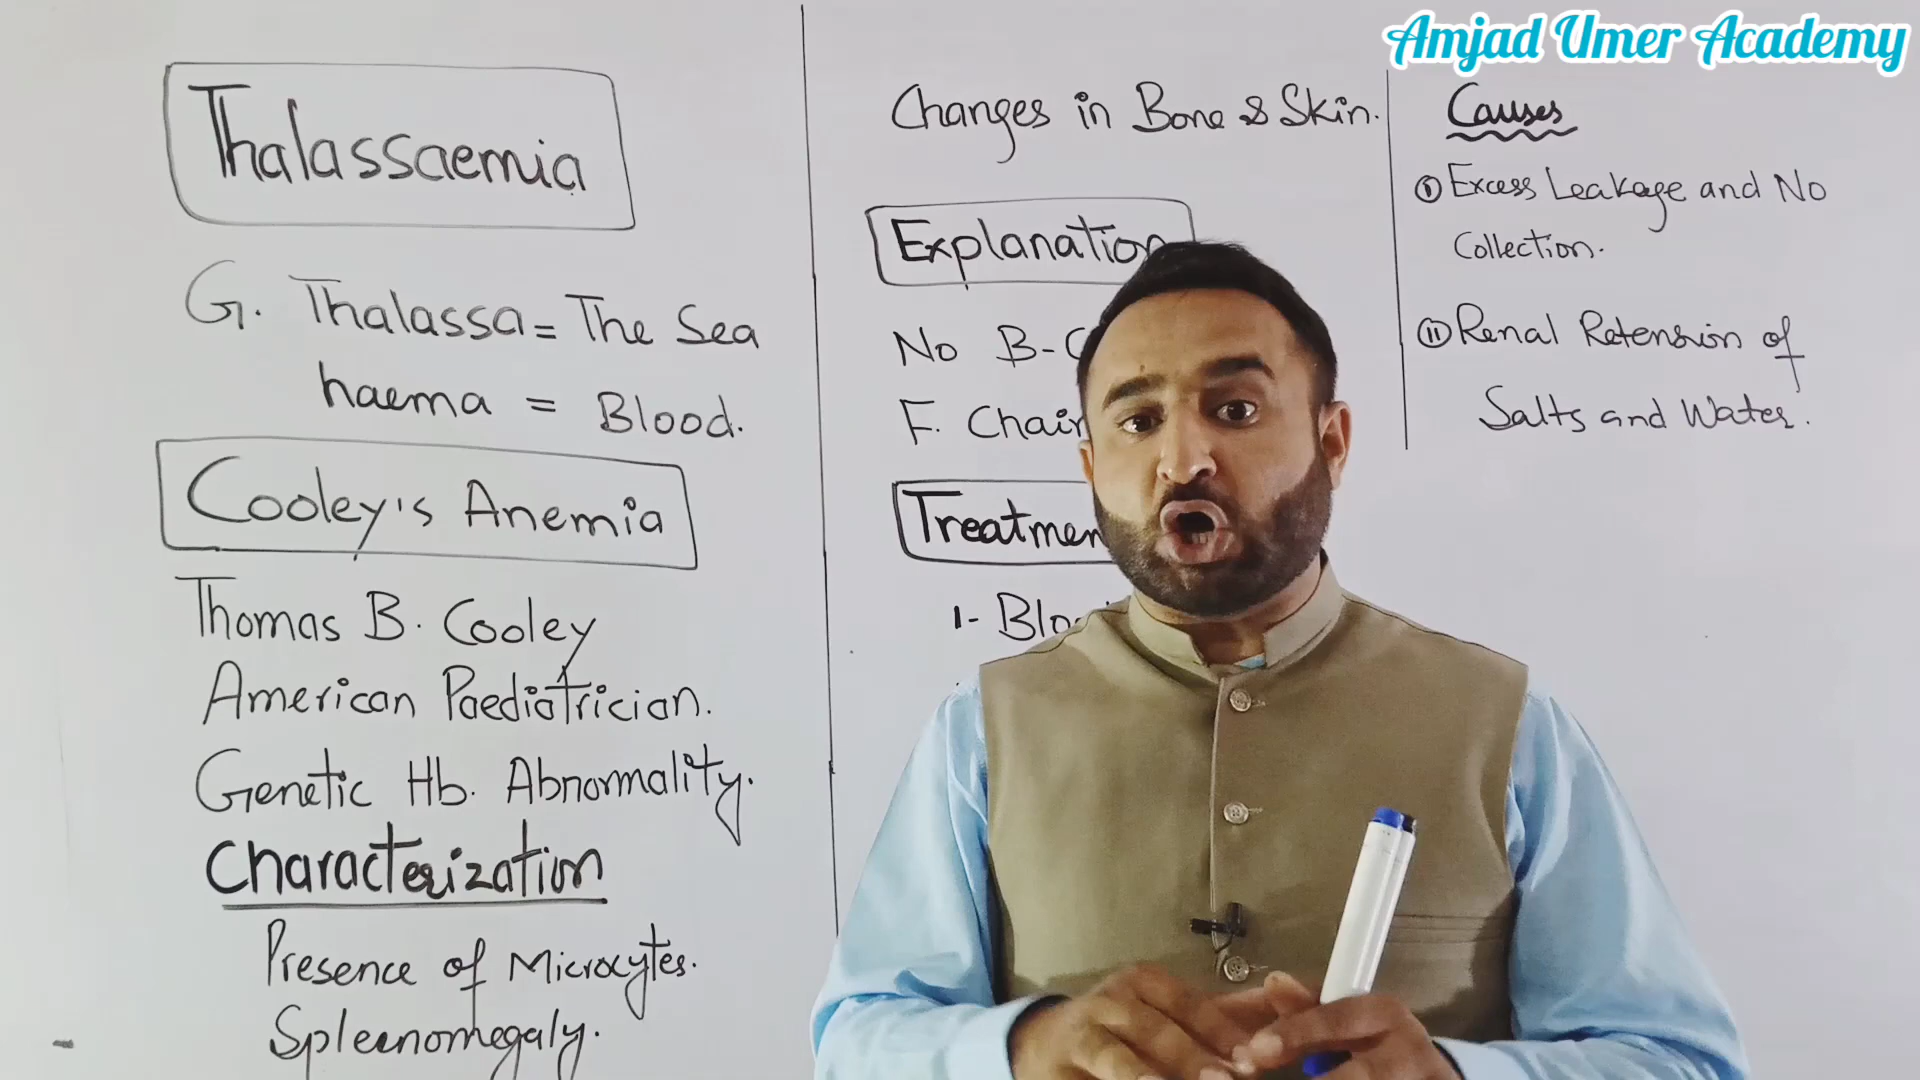 Amjad Umer Academy
Thalassaemia
G. Thalassa = The Sea
haema = Blood.
Cooley's Anemia
Thomas B. Cooley
American Paediatrician.
Genetic Hb. Abnormality.
Characterization
Presence of Microcytes.
Spleenomegaly.
Changes in Bone & Skin.
Explanation
No B-
F. Chain
Treatmen
1- Blo
Causes
(i) Excess Leakage and No
Collection.
(ii) Renal Retension of
Salts and Water.